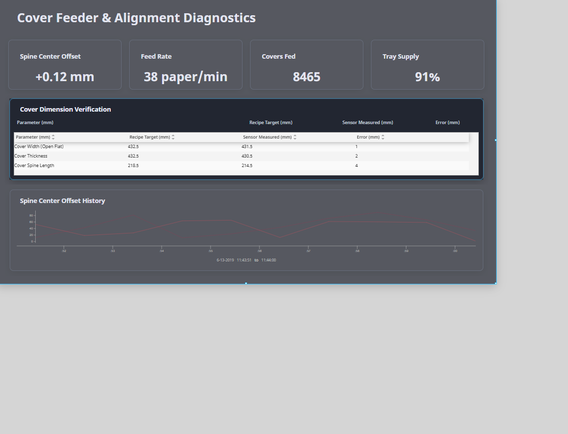 Cover Feeder & Alignment Diagnostics
Spine Center Offset
Feed Rate
Covers Fed
Tray Supply
+0.12 mm
38 paper/min
8465
91%
Cover Dimension Verification
Parameter (mm) Recipe Target (mm) Sensor Measured (mm) Error (mm)
Parameter (mm) Recipe Target (mm) Sensor Measured (mm) Error (mm)
Cover Width (Open Flat) 432.5 431.5 1
Cover Thickness 432.5 430.5 2
Cover Spine Length 218.5 214.5 4
Spine Center Offset History